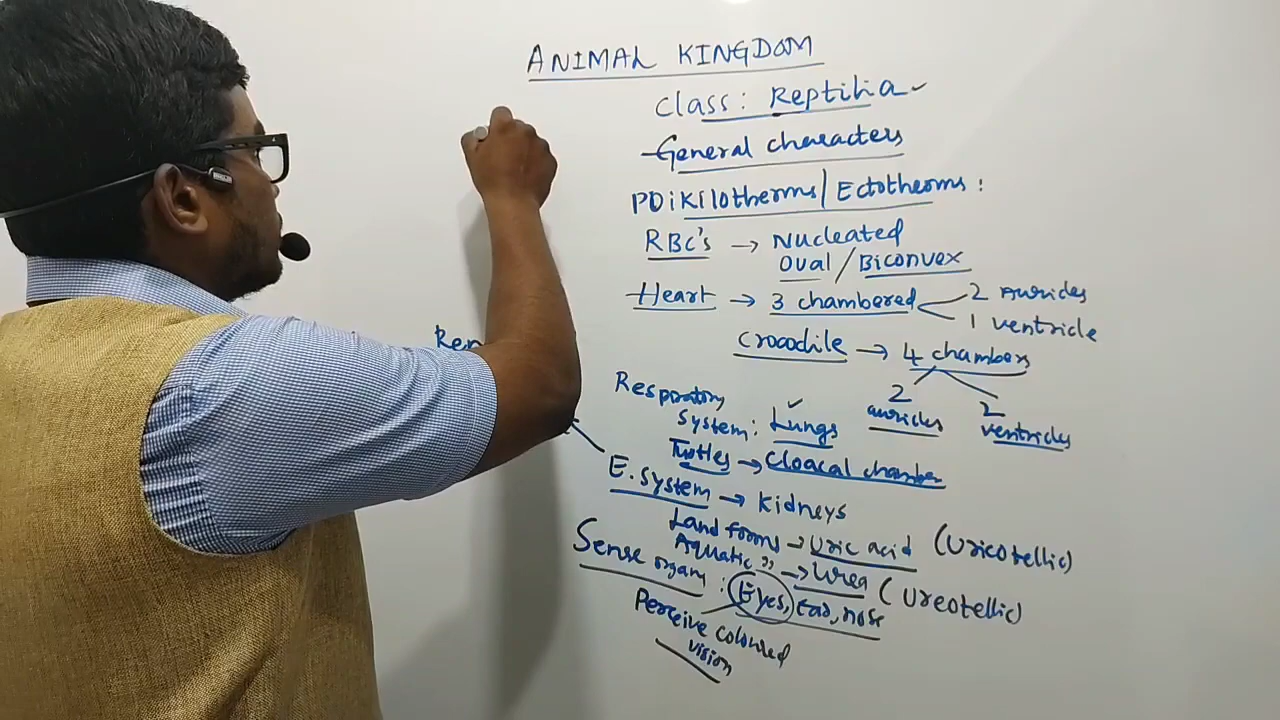 ANIMAL KINGDOM
Class: Reptilia ✓
General characters
POiKilotherms/Ectotherms:
RBC's → Nucleated
Oval / Biconvex
Heart → 3 chambered
2 Auricles
1 ventricle
Crocodile → 4 chambers
2 auricles
2 ventricles
Respiratory
System: Lungs ✓
Turtles → Cloacal chamber
E. System → Kidneys
Land forms → Uric acid (Uricotellic)
Aquatic " → Urea (Ureotellic)
Sense organs: Eyes, Ear, nose
Perceive coloured
vision
Ren